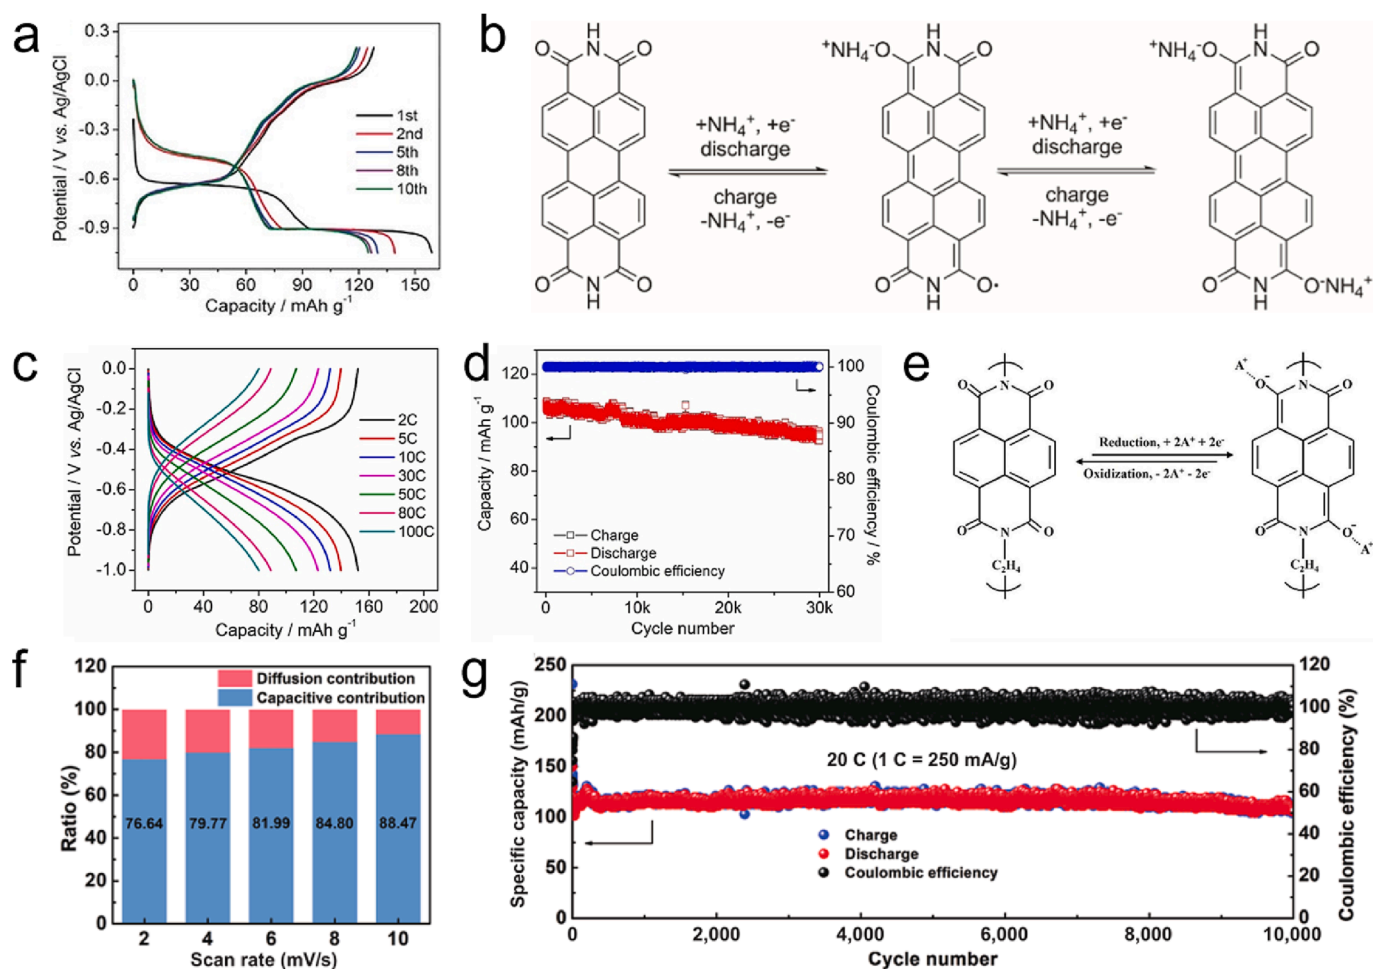 a
0.3
0.0
-0.3
-0.6
-0.9
Potential / V vs. Ag/AgCl
1st
2nd
5th
8th
10th
0 30 60 90 120 150
Capacity / mAh g⁻¹
b
H
O N O
O N O
H
+NH₄⁺, +e⁻
discharge
charge
-NH₄⁺, -e⁻
H
⁺NH₄⁻O N O
O N O•
H
+NH₄⁺, +e⁻
discharge
charge
-NH₄⁺, -e⁻
H
⁺NH₄⁻O N O
O N O⁻NH₄⁺
H
c
0.0
-0.2
-0.4
-0.6
-0.8
-1.0
Potential / V vs. Ag/AgCl
2C
5C
10C
30C
50C
80C
100C
0 40 80 120 160 200
Capacity / mAh g⁻¹
d
120
100
80
60
40
Capacity / mAh g⁻¹
100
90
80
70
60
Coulombic efficiency / %
Charge
Discharge
Coulombic efficiency
0 10k 20k 30k
Cycle number
e
O N O
O N O
C₂H₄
Reduction, + 2A⁺ + 2e⁻
Oxidization, - 2A⁺ - 2e⁻
A⁺
O⁻ N O
O N O⁻
A⁺
C₂H₄
f
120
100
80
60
40
20
0
Ratio (%)
Diffusion contribution
Capacitive contribution
76.64 79.77 81.99 84.80 88.47
2 4 6 8 10
Scan rate (mV/s)
g
250
200
150
100
50
0
Specific capacity (mAh/g)
120
100
80
60
40
20
0
Coulombic efficiency (%)
20 C (1 C = 250 mA/g)
Charge
Discharge
Coulombic efficiency
0 2,000 4,000 6,000 8,000 10,000
Cycle number